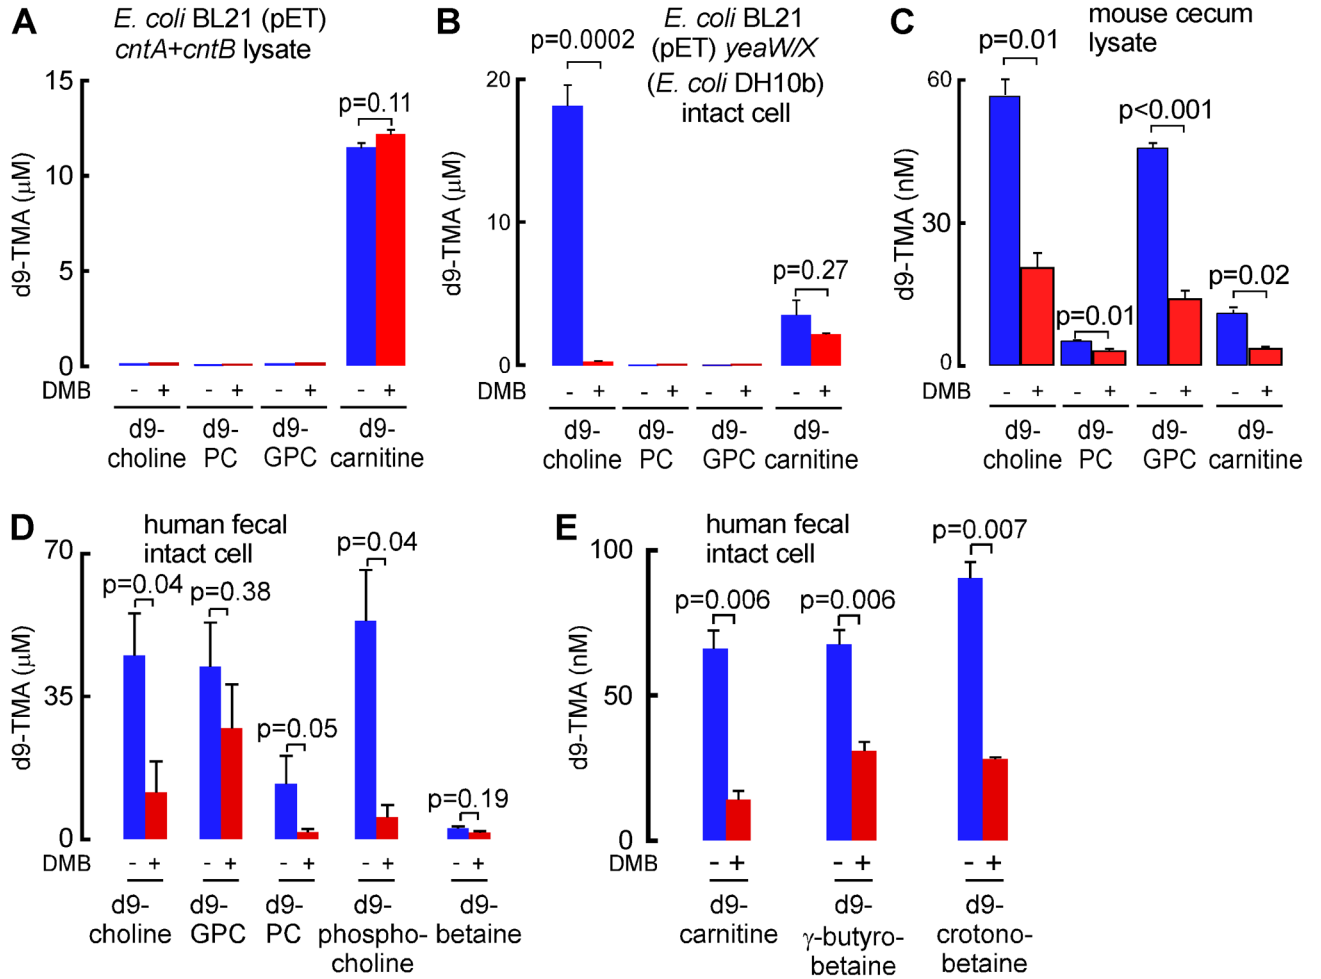 A
E. coli BL21 (pET)
cntA+cntB lysate
d9-TMA (μM)
15
10
5
0
p=0.11
DMB - + - + - + - +
d9-choline
d9-PC
d9-GPC
d9-carnitine
B
E. coli BL21
(pET) yeaW/X
(E. coli DH10b)
intact cell
d9-TMA (μM)
20
10
0
p=0.0002
p=0.27
DMB - + - + - + - +
d9-choline
d9-PC
d9-GPC
d9-carnitine
C
mouse cecum
lysate
d9-TMA (nM)
60
30
0
p=0.01
p=0.01
p<0.001
p=0.02
DMB - + - + - + - +
d9-choline
d9-PC
d9-GPC
d9-carnitine
D
human fecal
intact cell
d9-TMA (μM)
70
35
0
p=0.04
p=0.38
p=0.05
p=0.04
p=0.19
DMB - + - + - + - + - +
d9-choline
d9-GPC
d9-PC
d9-phospho-
choline
d9-betaine
E
human fecal
intact cell
d9-TMA (nM)
100
50
0
p=0.006
p=0.006
p=0.007
DMB - + - + - +
d9-carnitine
d9-γ-butyro-
betaine
d9-crotono-
betaine